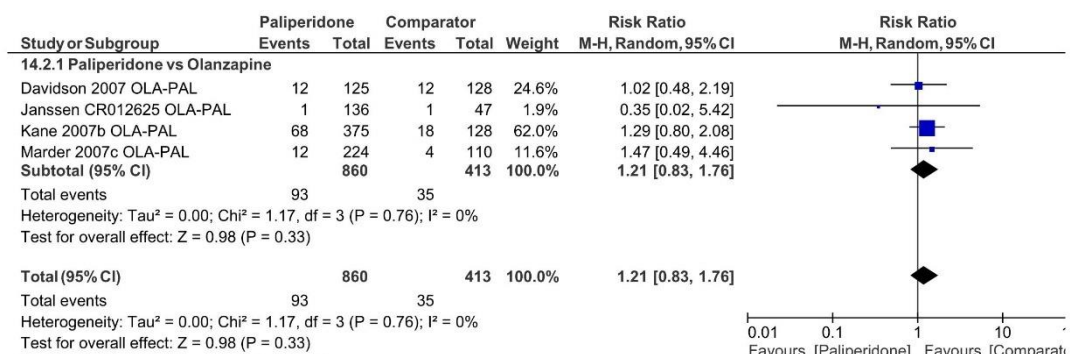 Paliperidone Comparator Risk Ratio Risk Ratio
Study or Subgroup Events Total Events Total Weight M-H, Random, 95% CI M-H, Random, 95% CI
14.2.1 Paliperidone vs Olanzapine
Davidson 2007 OLA-PAL 12 125 12 128 24.6% 1.02 [0.48, 2.19]
Janssen CR012625 OLA-PAL 1 136 1 47 1.9% 0.35 [0.02, 5.42]
Kane 2007b OLA-PAL 68 375 18 128 62.0% 1.29 [0.80, 2.08]
Marder 2007c OLA-PAL 12 224 4 110 11.6% 1.47 [0.49, 4.46]
Subtotal (95% CI) 860 413 100.0% 1.21 [0.83, 1.76]
Total events 93 35
Heterogeneity: Tau² = 0.00; Chi² = 1.17, df = 3 (P = 0.76); I² = 0%
Test for overall effect: Z = 0.98 (P = 0.33)
Total (95% CI) 860 413 100.0% 1.21 [0.83, 1.76]
Total events 93 35
Heterogeneity: Tau² = 0.00; Chi² = 1.17, df = 3 (P = 0.76); I² = 0%
Test for overall effect: Z = 0.98 (P = 0.33)
0.01 0.1 1 10
Favours [Paliperidone] Favours